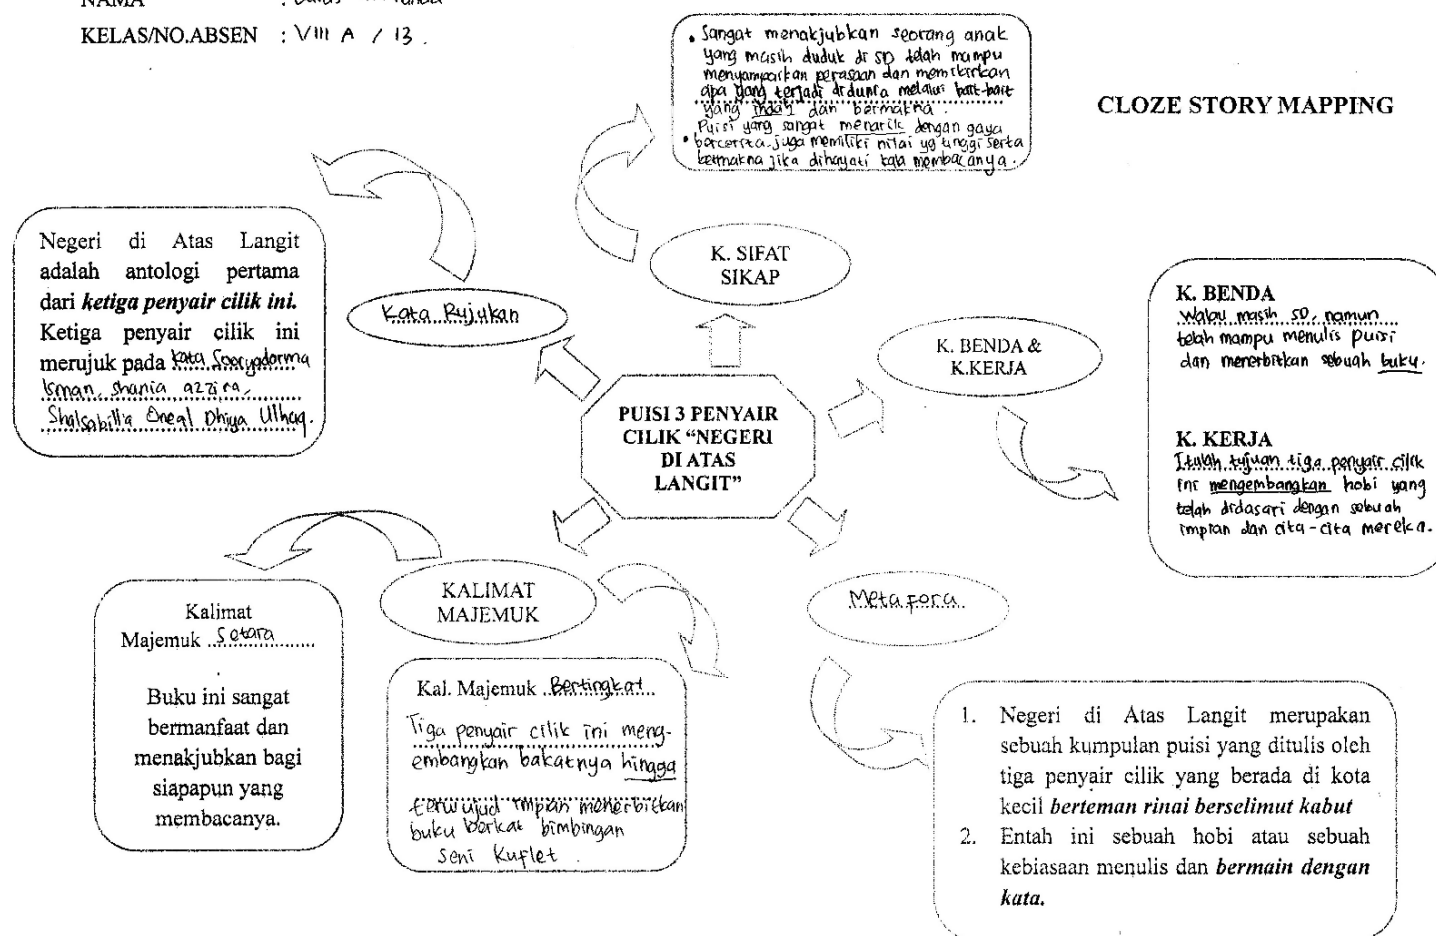 NAMA :
KELAS/NO.ABSEN : VIII A / 13 .
CLOZE STORY MAPPING
• Sangat menakjubkan seorang anak
yang masih duduk di SD telah mampu
menyampaikan perasaan dan memikirkan
apa yang terjadi didunia melalui bait-bait
yang indah dan bermakna .
Puisi yang sangat menarik dengan gaya
• bercerita juga memiliki nilai yg tinggi serta
bermakna jika dihayati kala membacanya .
K. SIFAT
SIKAP
Negeri di Atas Langit
adalah antologi pertama
dari ketiga penyair cilik ini.
Ketiga penyair cilik ini
merujuk pada kata Soeryadarma
Isman, shania azzira,
Shalsabilla Oneal Dhiya Ulhaq.
Kata Rujukan
K. BENDA &
K.KERJA
K. BENDA
Walau masih SD, namun
telah mampu menulis puisi
dan menerbitkan sebuah buku.
K. KERJA
Itulah tujuan tiga penyair cilik
ini mengembangkan hobi yang
telah didasari dengan sebuah
impian dan cita-cita mereka.
PUISI 3 PENYAIR
CILIK “NEGERI
DI ATAS
LANGIT”
KALIMAT
MAJEMUK
Metafora
Kalimat
Majemuk Setara
Buku ini sangat
bermanfaat dan
menakjubkan bagi
siapapun yang
membacanya.
Kal. Majemuk Bertingkat
Tiga penyair cilik ini meng-
embangkan bakatnya hingga
terwujud impian menerbitkan
buku berkat bimbingan
Seni Kuflet .
1. Negeri di Atas Langit merupakan
sebuah kumpulan puisi yang ditulis oleh
tiga penyair cilik yang berada di kota
kecil berteman rinai berselimut kabut
2. Entah ini sebuah hobi atau sebuah
kebiasaan menulis dan bermain dengan
kata.